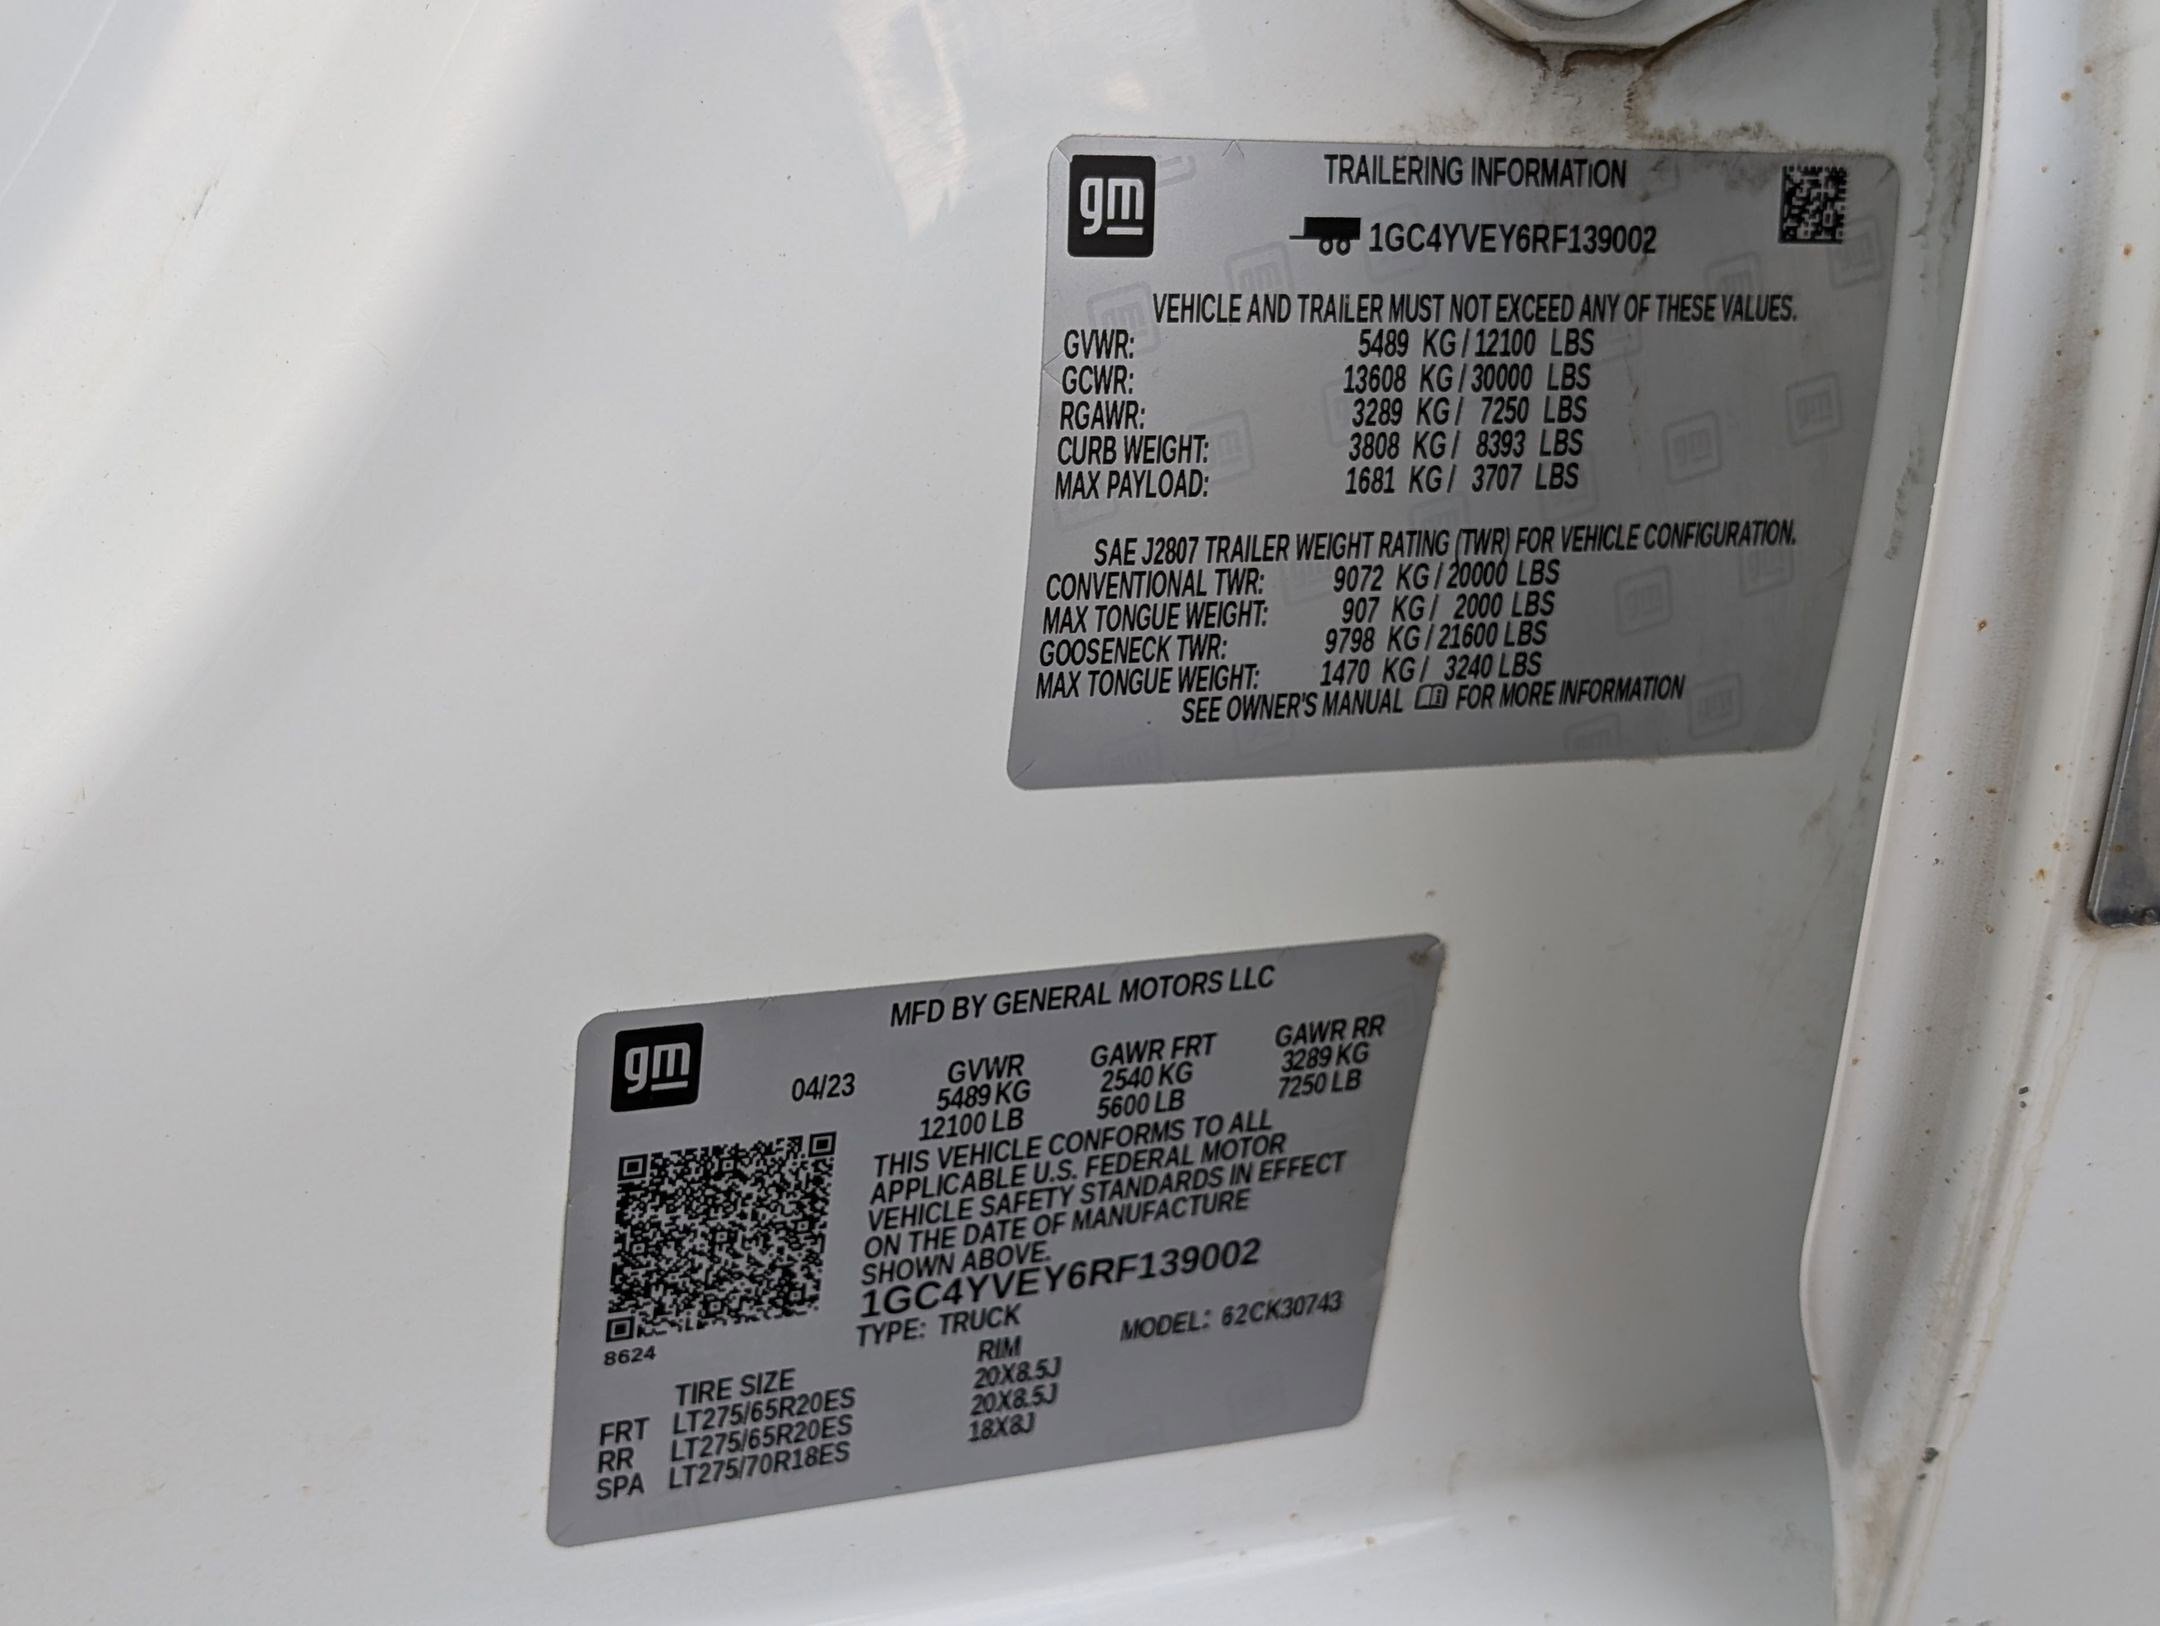 gm
TRAILERING INFORMATION
1GC4YVEY6RF139002
VEHICLE AND TRAILER MUST NOT EXCEED ANY OF THESE VALUES.
GVWR: 5489 KG / 12100 LBS
GCWR: 13608 KG / 30000 LBS
RGAWR: 3289 KG / 7250 LBS
CURB WEIGHT: 3808 KG / 8393 LBS
MAX PAYLOAD: 1681 KG / 3707 LBS
SAE J2807 TRAILER WEIGHT RATING (TWR) FOR VEHICLE CONFIGURATION.
CONVENTIONAL TWR: 9072 KG / 20000 LBS
MAX TONGUE WEIGHT: 907 KG / 2000 LBS
GOOSENECK TWR: 9798 KG / 21600 LBS
MAX TONGUE WEIGHT: 1470 KG / 3240 LBS
SEE OWNER'S MANUAL FOR MORE INFORMATION
gm
MFD BY GENERAL MOTORS LLC
04/23 GVWR GAWR FRT GAWR RR
5489 KG 2540 KG 3289 KG
12100 LB 5600 LB 7250 LB
THIS VEHICLE CONFORMS TO ALL
APPLICABLE U.S. FEDERAL MOTOR
VEHICLE SAFETY STANDARDS IN EFFECT
ON THE DATE OF MANUFACTURE
SHOWN ABOVE.
1GC4YVEY6RF139002
TYPE: TRUCK MODEL: 62CK30743
8624
TIRE SIZE RIM
FRT LT275/65R20ES 20X8.5J
RR LT275/65R20ES 20X8.5J
SPA LT275/70R18ES 18X8J